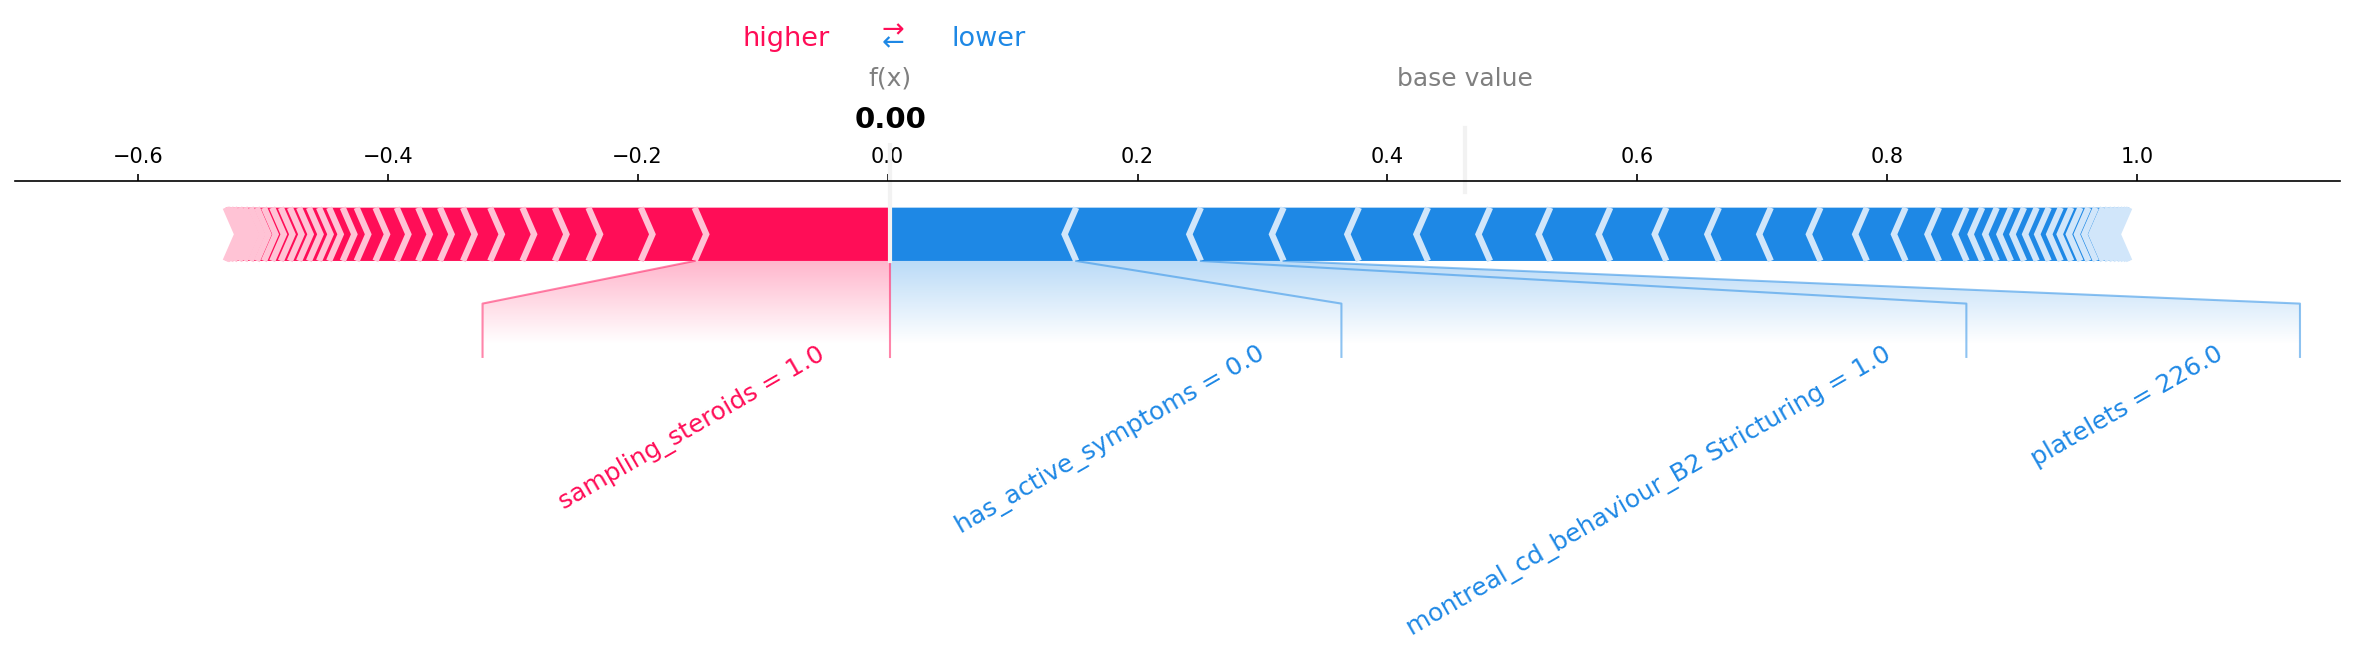 higher ⇄ lower
f(x) base value
0.00
−0.6 −0.4 −0.2 0.0 0.2 0.4 0.6 0.8 1.0
sampling_steroids = 1.0
has_active_symptoms = 0.0
montreal_cd_behaviour_B2 Stricturing = 1.0
platelets = 226.0